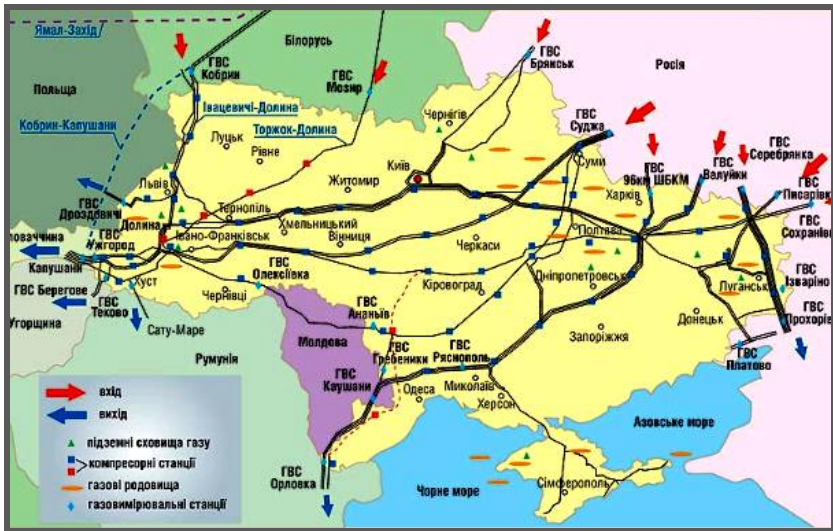 Ямал-Захід
Польща
Білорусь
Росія
ГВС
Кобрин
ГВС
Мозир
ГВС
Брянськ
Івацевичі-Долина
Кобрин-Капушани
Торжок-Долина
Чернігів
ГВС
Суджа
Суми
Луцьк
Рівне
Київ
Житомир
ГВС
96км ШБКМ
ГВС
Валуйки
ГВС
Серебрянка
ГВС
Писарівка
ГВС
Харків
Львів
Тернопіль
ГВС
Дроздовичі
Долина
ГВС
Ужгород
Івано-Франківськ
Хмельницький
Вінниця
Черкаси
Полтава
Капушани
ГВС Берегове
Хуст
ГВС
Теково
Чернівці
ГВС
Олексіївка
Кіровоград
Дніпропетровськ
Луганськ
ГВС
Ізваріно
ГВС
Донецьк
Сату-Маре
Румунія
Молдова
ГВС
Ананьїв
ГВС
Гребеники
ГВС
Каушани
ГВС
Ряснополь
Запоріжжя
ГВС
Платово
Одеса
Миколаїв
Херсон
Азовське море
Чорне море
Сімферополь
ГВС
Орловка
вхід
вихід
підземні сховища газу
компресорні станції
газові родовища
газовимірювальні станції